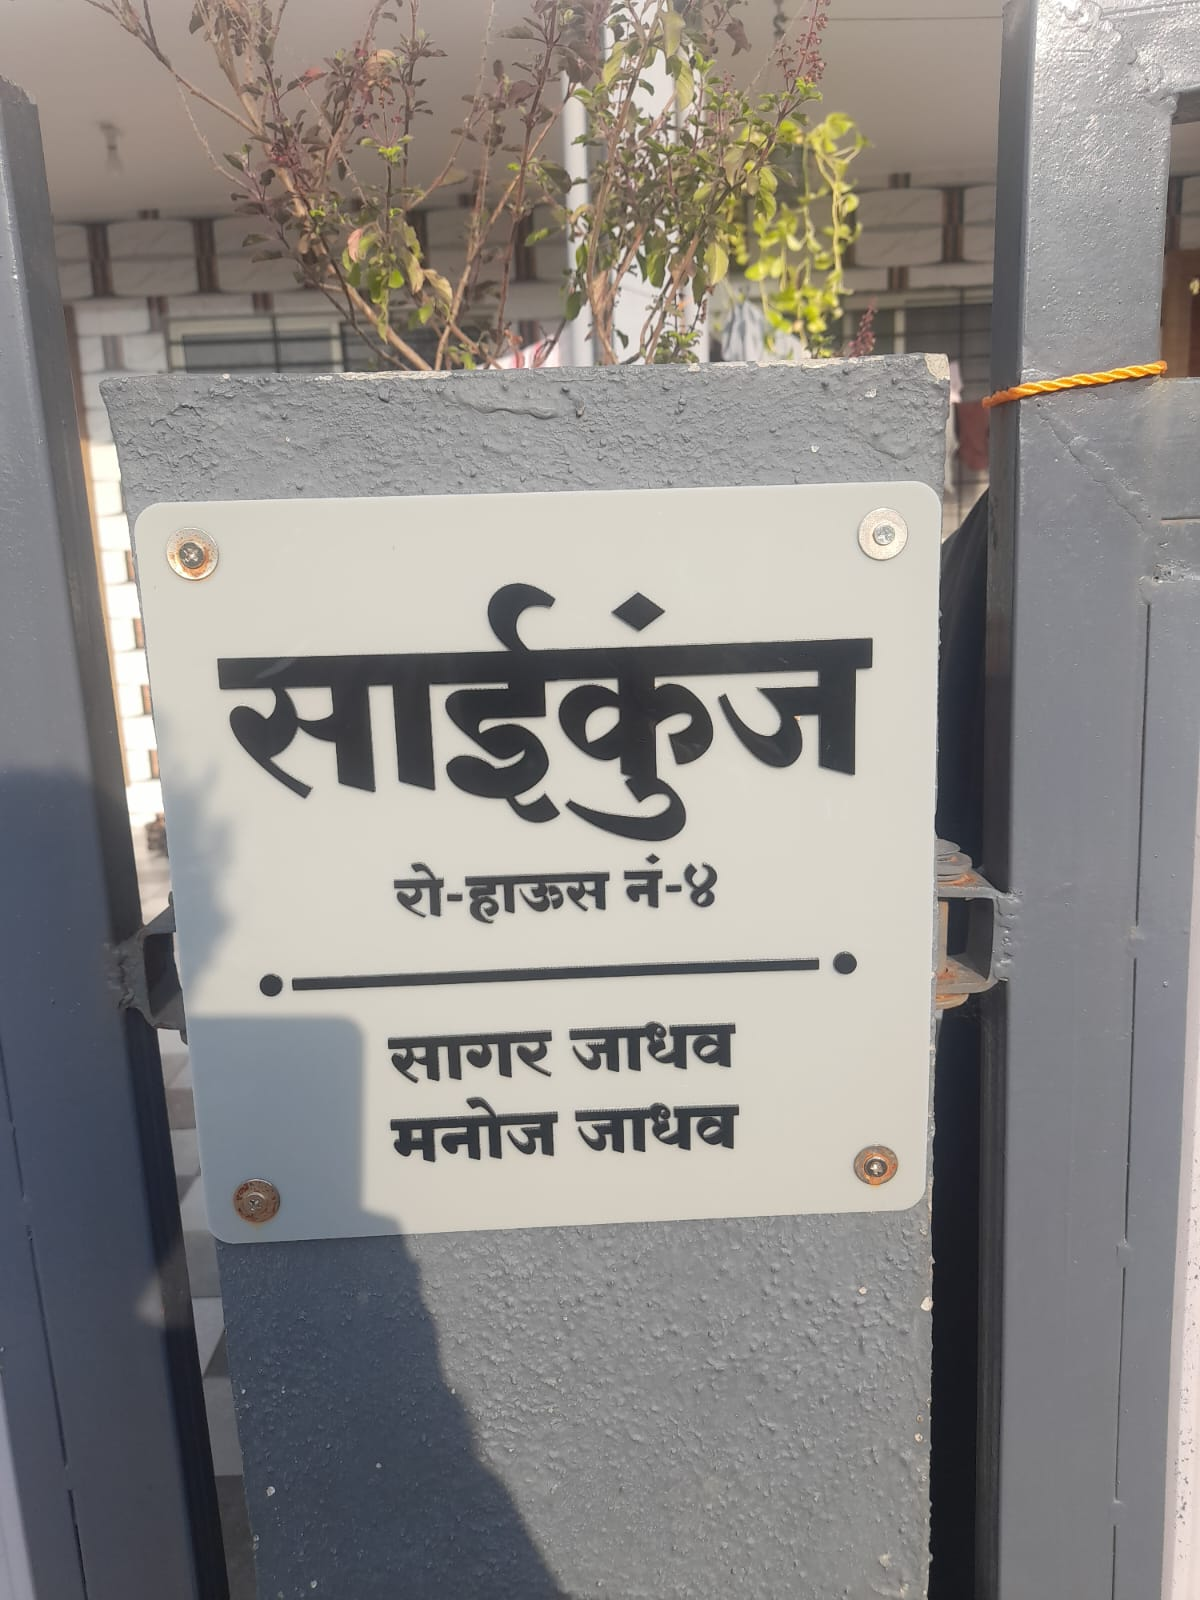 साईकुंज
रो-हाऊस नं-४
सागर जाधव
मनोज जाधव